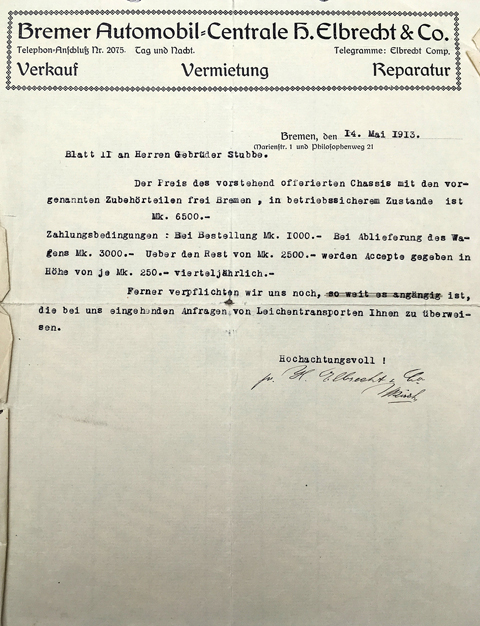 Bremer Automobil=Centrale H. Elbrecht & Co.
Telephon-Anschluß Nr. 2075. Tag und Nacht. Telegramme: Elbrecht Comp.
Verkauf Vermietung Reparatur
Bremen, den 14. Mai 1913.
Marienstr. 1 und Philosophenweg 21
Blatt II an Herren Gebrüder Stubbe.
Der Preis des vorstehend offerierten Chassis mit den vor-
genannten Zubehörteilen frei Bremen , in betriebssicherem Zustande ist
Mk. 6500.-
Zahlungsbedingungen : Bei Bestellung Mk. 1000.- Bei Ablieferung des Wa-
gens Mk. 3000.- Ueber den Rest von Mk. 2500.- werden Accepte gegeben in
Höhe von je Mk. 250.- vierteljährlich.-
Ferner verpflichten wir uns noch, so weit es angängig ist,
die bei uns eingehenden Anfragen von Leichentransporten Ihnen zu überwei-
sen.
Hochachtungsvoll !
pr. H. Elbrecht & Co